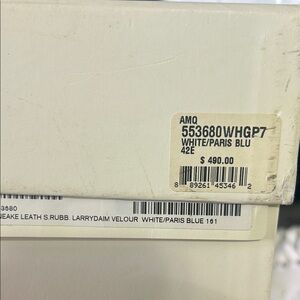 AMQ
553680WHGP7
WHITE/PARIS BLU
42E
$ 490.00
8 89261 45346 2
3680
NEAKE LEATH S.RUBB. LARRYDAIM VELOUR WHITE/PARIS BLUE 161